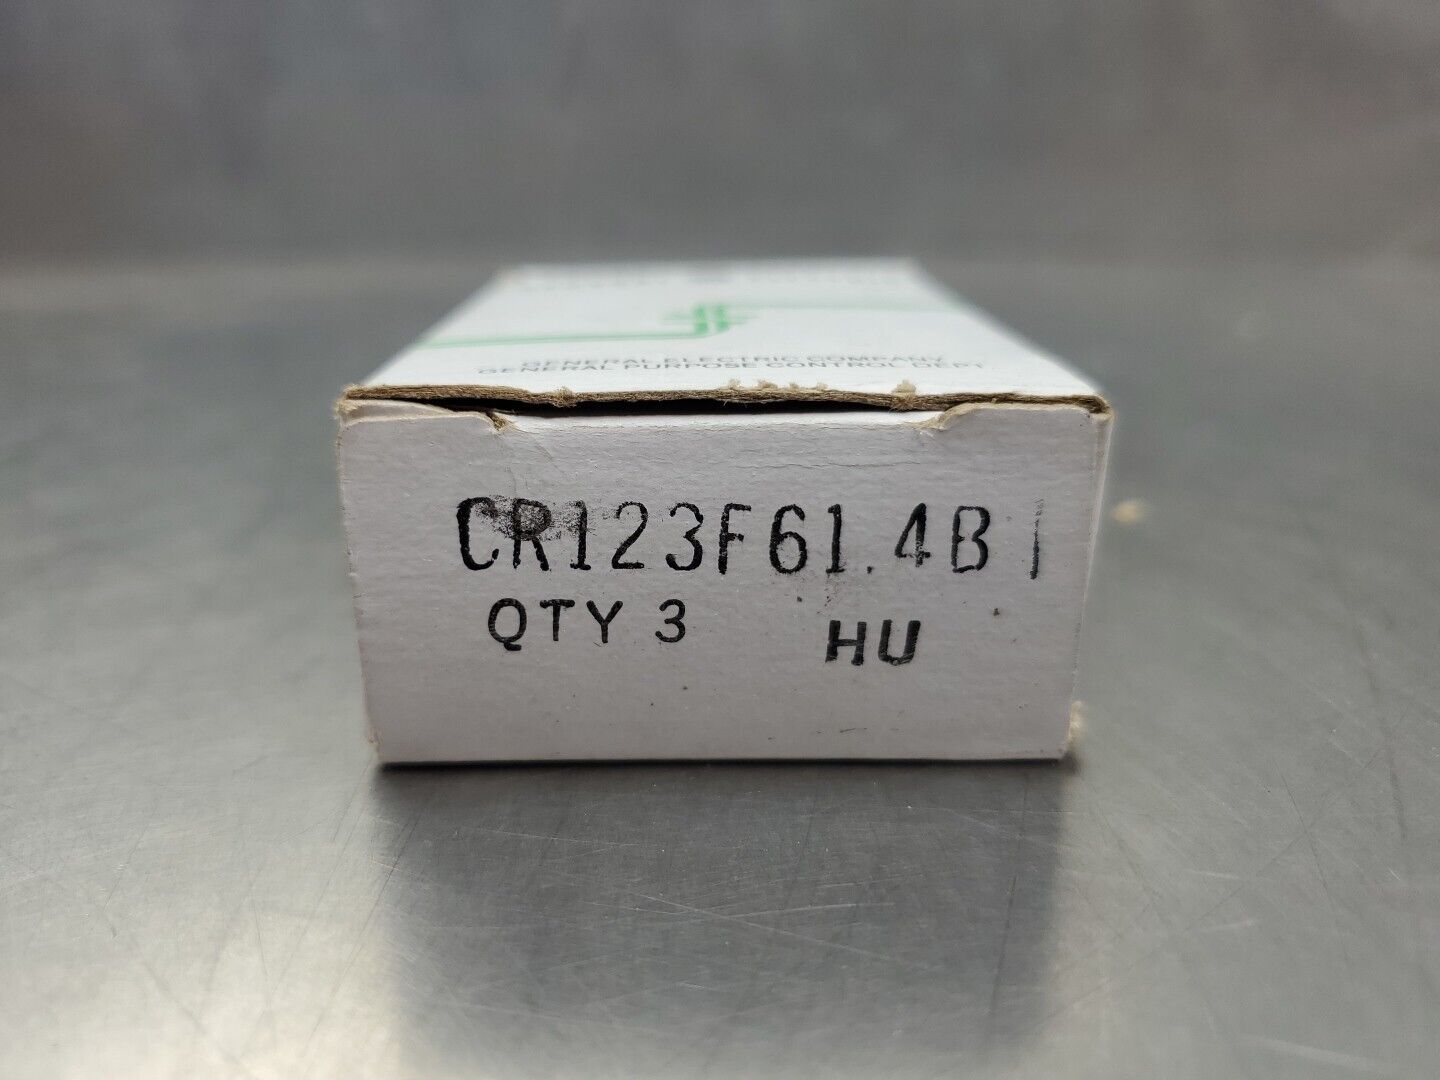 GENERAL ELECTRIC COMPANY
GENERAL PURPOSE CONTROL DEPT
CR123F61.4B
QTY 3
HU